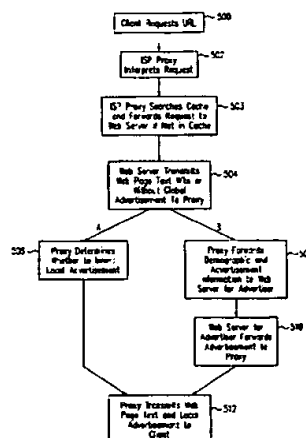 Client Requests URL
500
502
ISP Proxy
Interprets Request
503
ISP Proxy Searches Cache
and Forwards Request to
Web Server if Not in Cache
504
Web Server Transmits
Web Page Text With or
Without Global
Advertisement To Proxy
A
Proxy Determines
Whether to Insert
Local Advertisement
Proxy Forwards
Demographic and
Advertisement
Information to Web
Server for Advertiser
510
Web Server for
Advertiser Forwards
Advertisement to
Proxy
Proxy Transmits Web
Page Text and Local
Advertisement to
Client
512